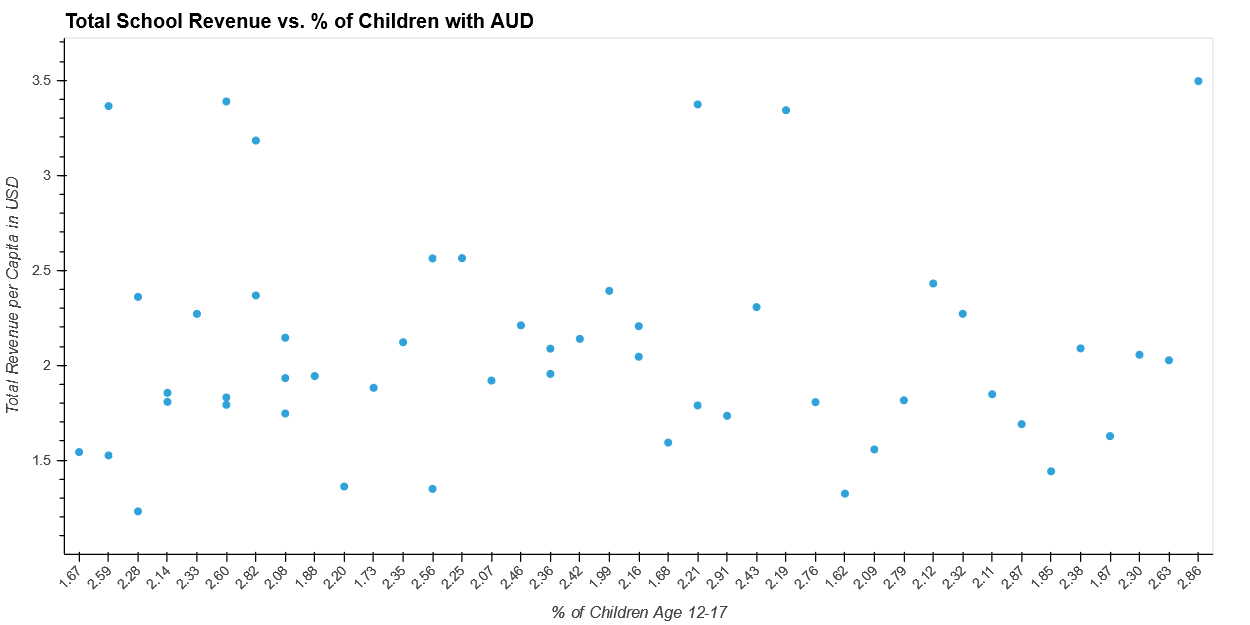 Total School Revenue vs. % of Children with AUD
Total Revenue per Capita in USD
3.5
3
2.5
2
1.5
1.67 2.59 2.28 2.14 2.33 2.60 2.82 2.08 1.88 2.20 1.73 2.35 2.56 2.25 2.07 2.46 2.36 2.42 1.99 2.16 1.68 2.21 2.91 2.43 2.19 2.76 1.62 2.09 2.79 2.12 2.32 2.11 2.87 1.85 2.38 1.87 2.30 2.63 2.86
% of Children Age 12-17